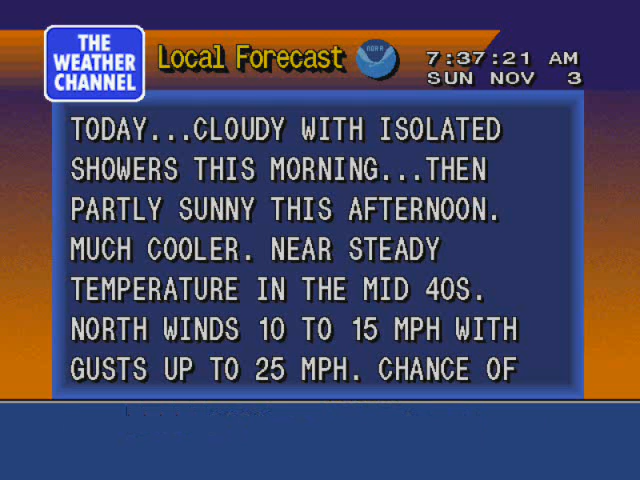 THE
WEATHER
CHANNEL
Local Forecast
NOAA
7:37:21 AM
SUN NOV 3
TODAY...CLOUDY WITH ISOLATED
SHOWERS THIS MORNING...THEN
PARTLY SUNNY THIS AFTERNOON.
MUCH COOLER. NEAR STEADY
TEMPERATURE IN THE MID 40S.
NORTH WINDS 10 TO 15 MPH WITH
GUSTS UP TO 25 MPH. CHANCE OF